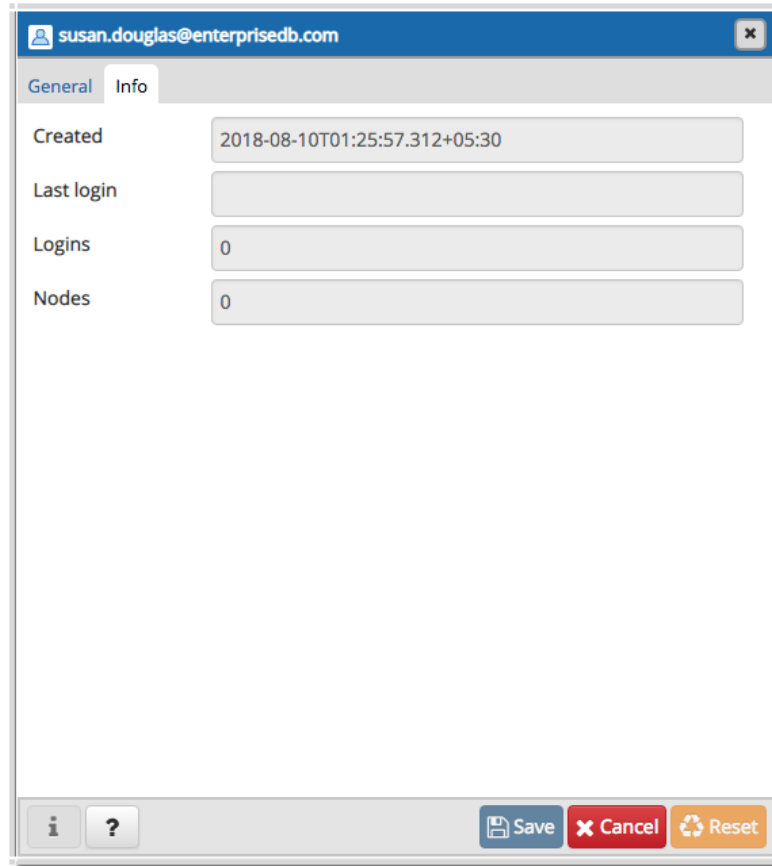 susan.douglas@enterprisedb.com
General Info
Created 2018-08-10T01:25:57.312+05:30
Last login
Logins 0
Nodes 0
i ? Save Cancel Reset